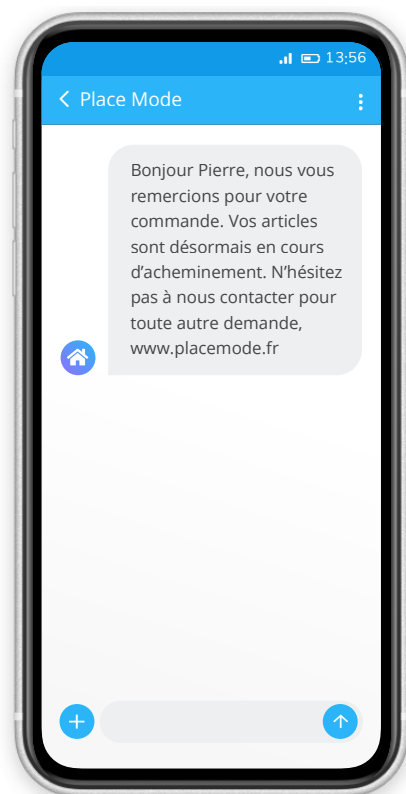 13:56
Place Mode
Bonjour Pierre, nous vous
remercions pour votre
commande. Vos articles
sont désormais en cours
d’acheminement. N’hésitez
pas à nous contacter pour
toute autre demande,
www.placemode.fr